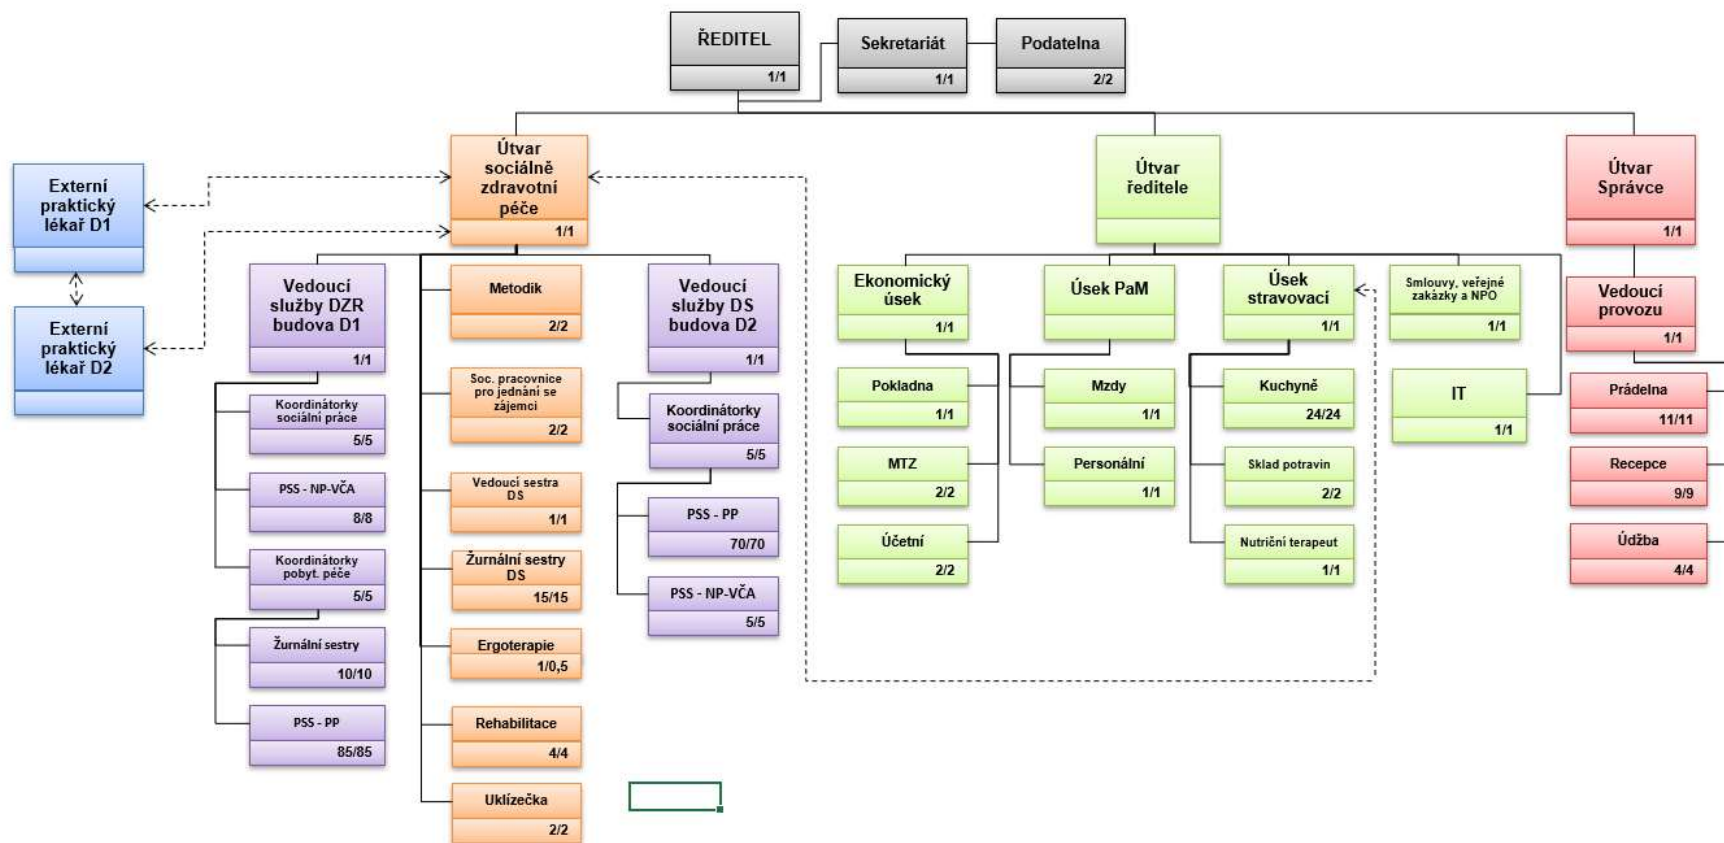 ŘEDITEL
1/1
Sekretariát
1/1
Podatelna
2/2
Externí
praktický
lékař D1
Externí
praktický
lékař D2
Útvar
sociálně
zdravotní
péče
1/1
Vedoucí
služby DZR
budova D1
1/1
Koordinátorky
sociální práce
5/5
PSS - NP-VČA
8/8
Koordinátorky
pobyt. péče
5/5
Žurnální sestry
10/10
PSS - PP
85/85
Metodik
2/2
Soc. pracovnice
pro jednání se
zájemci
2/2
Vedoucí sestra
DS
1/1
Žurnální sestry
DS
15/15
Ergoterapie
1/0,5
Rehabilitace
4/4
Uklízečka
2/2
Vedoucí
služby DS
budova D2
1/1
Koordinátorky
sociální práce
5/5
PSS - PP
70/70
PSS - NP-VČA
5/5
Útvar
ředitele
Ekonomický
úsek
1/1
Pokladna
1/1
MTZ
2/2
Účetní
2/2
Úsek PaM
Mzdy
1/1
Personální
1/1
Úsek
stravovací
1/1
Kuchyně
24/24
Sklad potravin
2/2
Nutriční terapeut
1/1
Smlouvy, veřejné
zakázky a NPO
1/1
IT
1/1
Útvar
Správce
1/1
Vedoucí
provozu
1/1
Prádelna
11/11
Recepce
9/9
Údžba
4/4